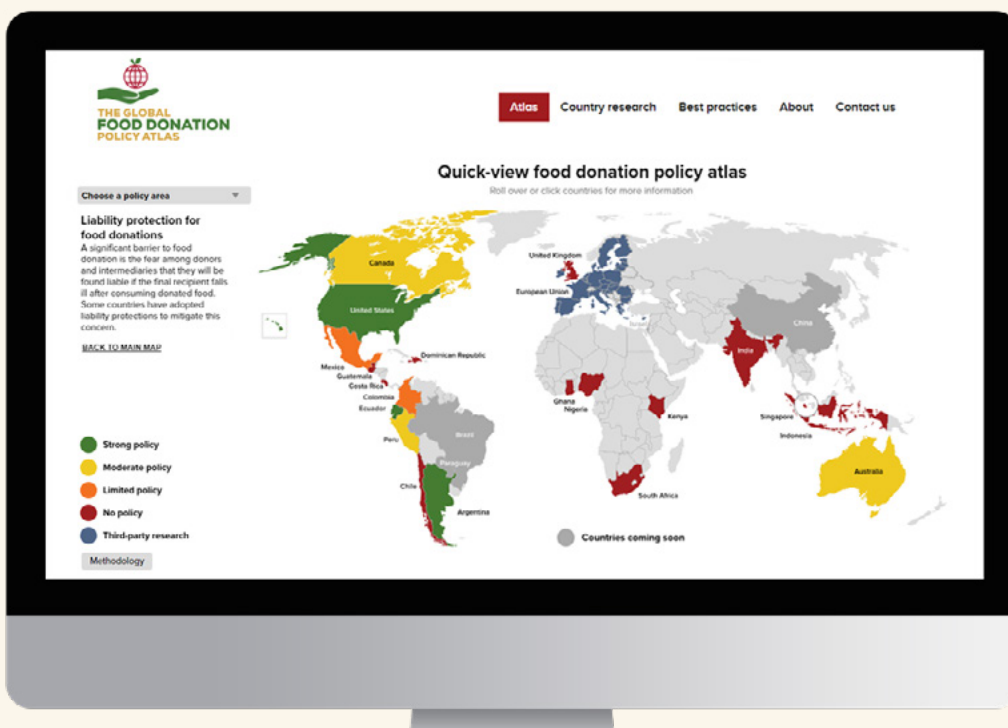 THE GLOBAL
FOOD DONATION
POLICY ATLAS
Atlas Country research Best practices About Contact us
Quick-view food donation policy atlas
Roll over or click countries for more information
Choose a policy area
Liability protection for
food donations
A significant barrier to food
donation is the fear among donors
and intermediaries that they will be
found liable if the final recipient falls
ill after consuming donated food.
Some countries have adopted
liability protections to mitigate this
concern.
BACK TO MAIN MAP
Canada
United States
Mexico
Guatemala
Costa Rica
Dominican Republic
Colombia
Ecuador
Peru
Brazil
Paraguay
Chile
Argentina
United Kingdom
European Union
Ghana
Nigeria
Kenya
South Africa
China
India
Singapore
Indonesia
Australia
Strong policy
Moderate policy
Limited policy
No policy
Third-party research
Methodology
Countries coming soon